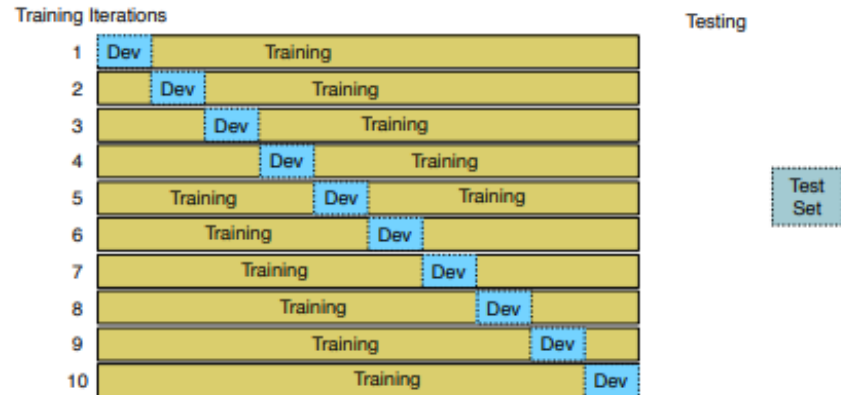 Training Iterations
Testing
1 Dev Training
2 Dev Training
3 Dev Training
4 Dev Training
5 Training Dev Training
6 Training Dev
7 Training Dev
8 Training Dev
9 Training Dev
10 Training Dev
Test
Set